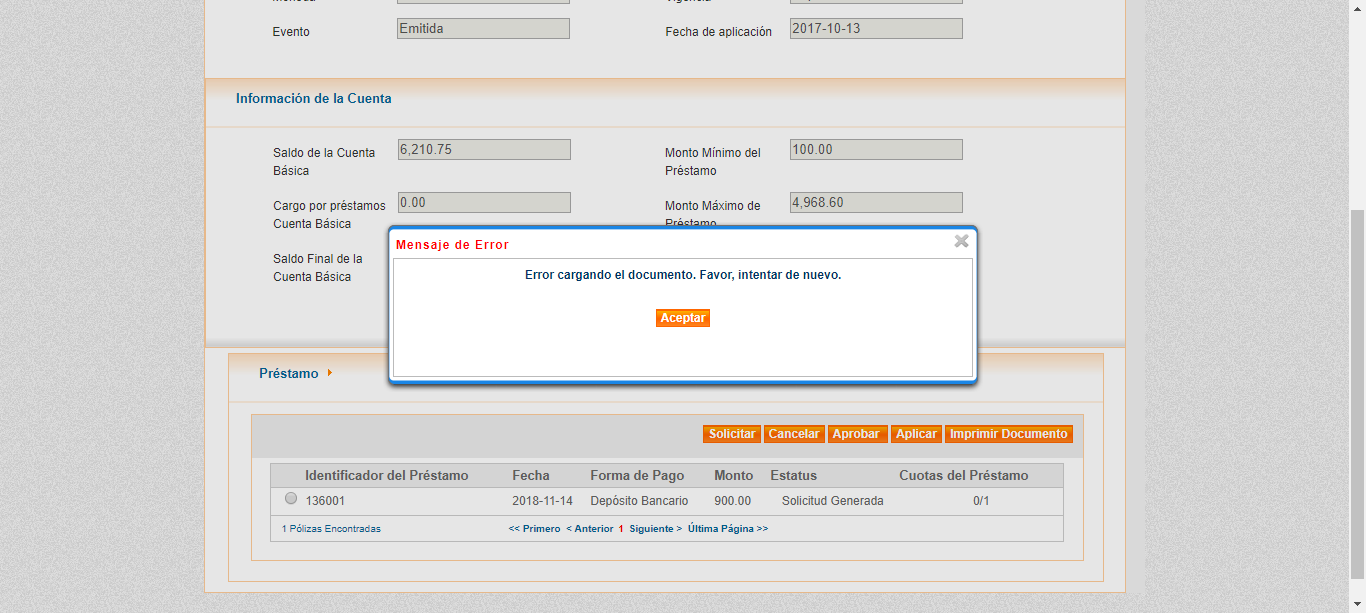 Evento Emitida Fecha de aplicación 2017-10-13
Información de la Cuenta
Saldo de la Cuenta 6,210.75 Monto Mínimo del 100.00
Básica Préstamo
Cargo por préstamos 0.00 Monto Máximo de 4,968.60
Cuenta Básica Préstamo
Saldo Final de la
Cuenta Básica
Mensaje de Error
Error cargando el documento. Favor, intentar de nuevo.
Aceptar
Préstamo
Solicitar Cancelar Aprobar Aplicar Imprimir Documento
Identificador del Préstamo Fecha Forma de Pago Monto Estatus Cuotas del Préstamo
136001 2018-11-14 Depósito Bancario 900.00 Solicitud Generada 0/1
1 Pólizas Encontradas << Primero < Anterior 1 Siguiente > Última Página >>